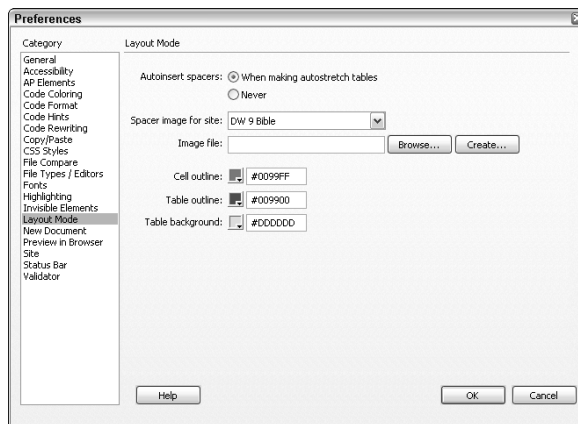 Preferences
Category
General
Accessibility
AP Elements
Code Coloring
Code Format
Code Hints
Code Rewriting
Copy/Paste
CSS Styles
File Compare
File Types / Editors
Fonts
Highlighting
Invisible Elements
Layout Mode
New Document
Preview in Browser
Site
Status Bar
Validator
Layout Mode
Autoinsert spacers: When making autostretch tables
Never
Spacer image for site: DW 9 Bible
Image file: Browse... Create...
Cell outline: #0099FF
Table outline: #009900
Table background: #DDDDDD
Help OK Cancel